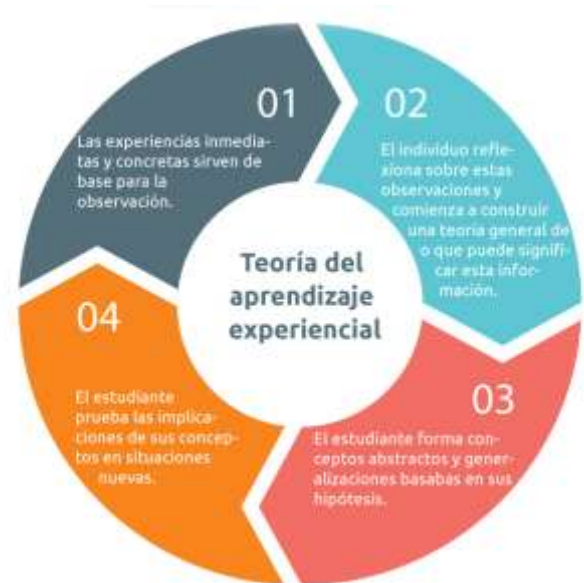 01
Las experiencias inmedia-
tas y concretas sirven de
base para la
observación.
02
El individuo refle-
xiona sobre estas
observaciones y
comienza a construir
una teoría general de
o que puede signifi-
car esta infor-
mación.
03
El estudiante forma con-
ceptos abstractos y gener-
alizaciones basabas en sus
hipótesis.
04
El estudiante
prueba las implica-
ciones de sus concep-
tos en situaciones
nuevas.
Teoría del
aprendizaje
experiencial